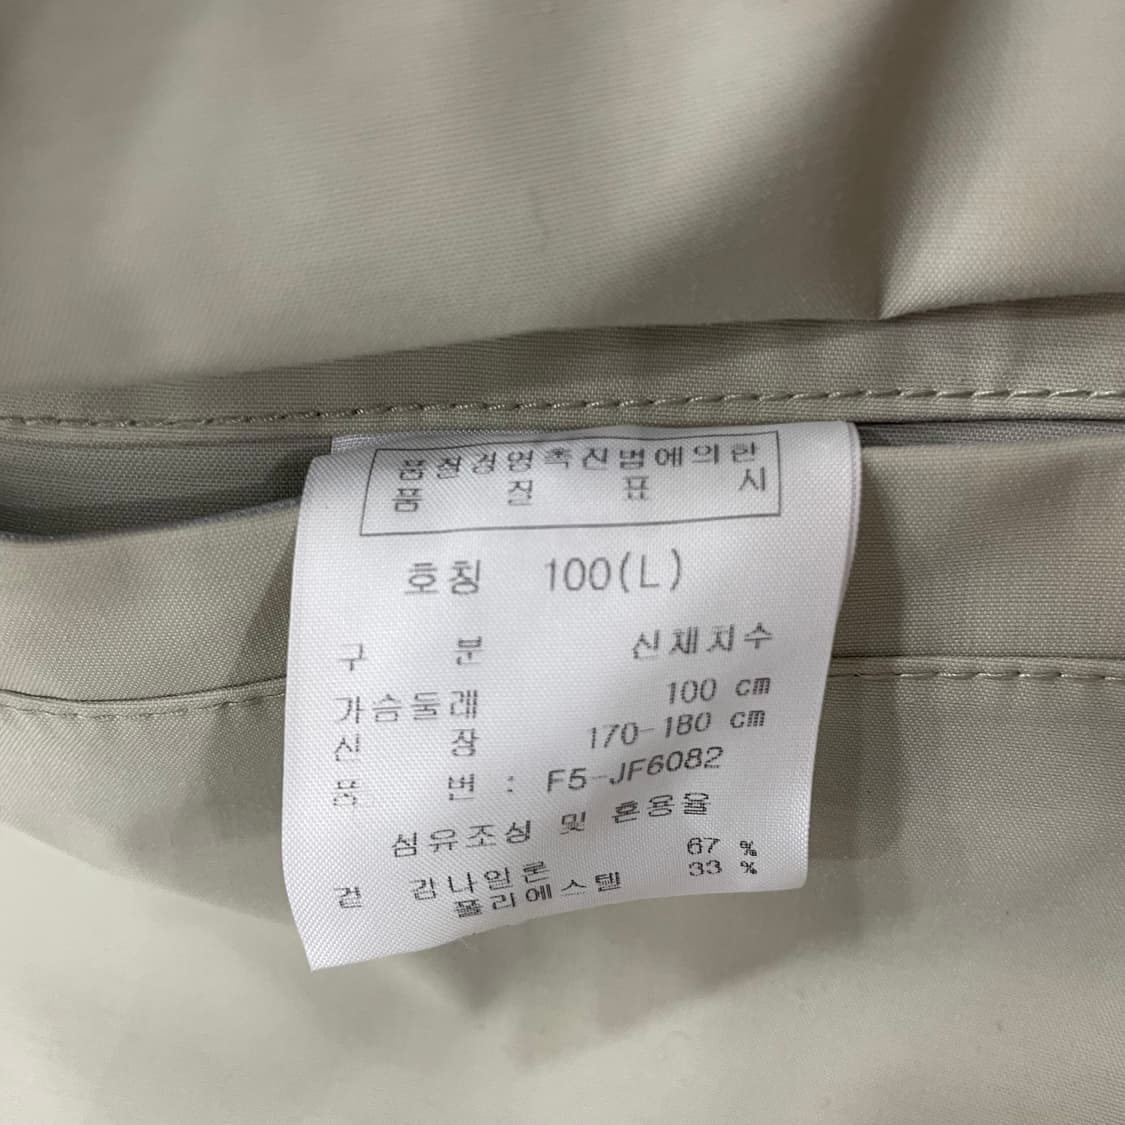 품질경영촉진법에의한
품 질 표 시
호칭 100(L)
구 분 신체치수
가슴둘레 100 cm
신 장 170-180 cm
품 번 : F5-JF6082
섬유조성 및 혼용율
겉 감 나일론 67 %
폴리에스텔 33 %